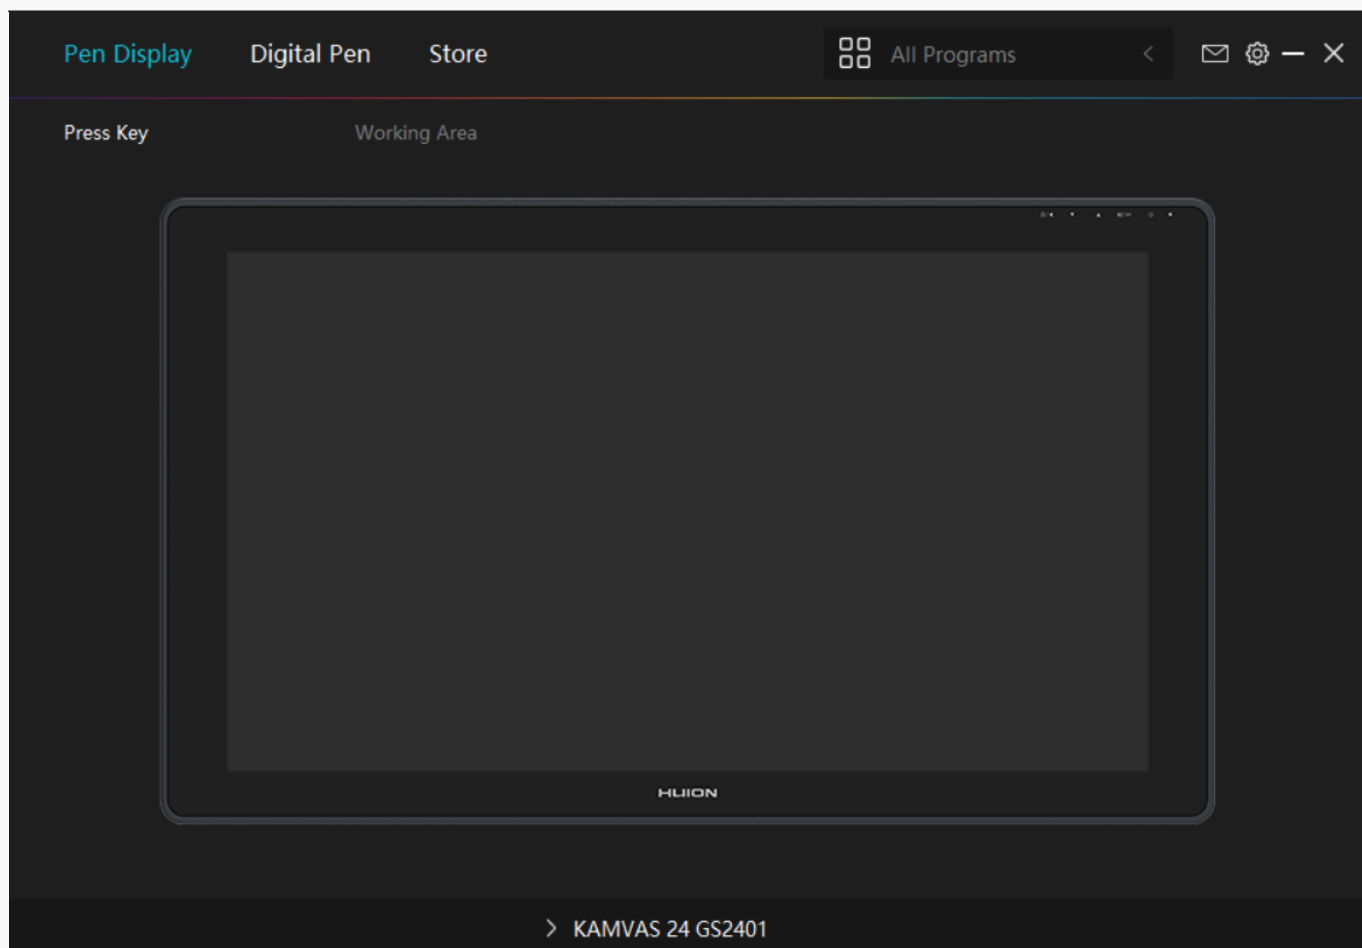 Pen Display Digital Pen Store All Programs
Press Key Working Area
HUION
KAMVAS 24 GS2401